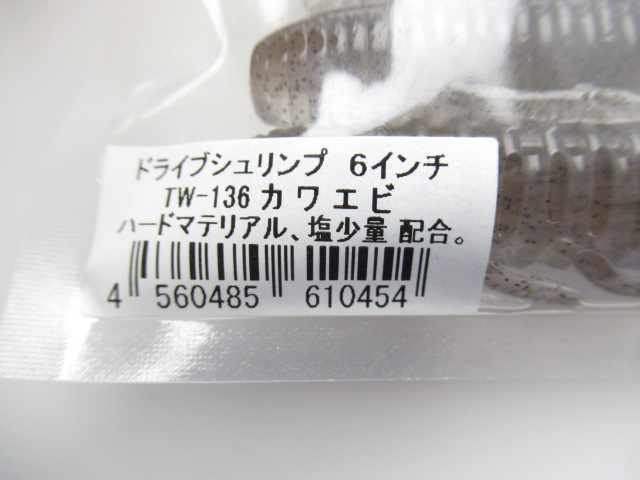 ドライブシュリンプ 6インチ
TW-136 カワエビ
ハードマテリアル、塩少量 配合。
4 560485 610454